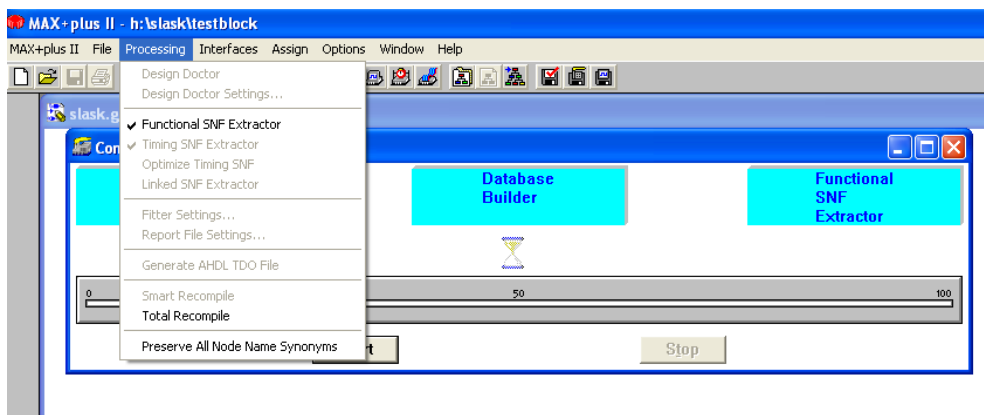 MAX+plus II - h:\slask\testblock
MAX+plus II File Processing Interfaces Assign Options Window Help
Design Doctor
Design Doctor Settings...
Functional SNF Extractor
Timing SNF Extractor
Optimize Timing SNF
Linked SNF Extractor
Fitter Settings...
Report File Settings...
Generate AHDL TDO File
Smart Recompile
Total Recompile
Preserve All Node Name Synonyms
slask.g
Con
Database
Builder
Functional
SNF
Extractor
0 50 100
Stop